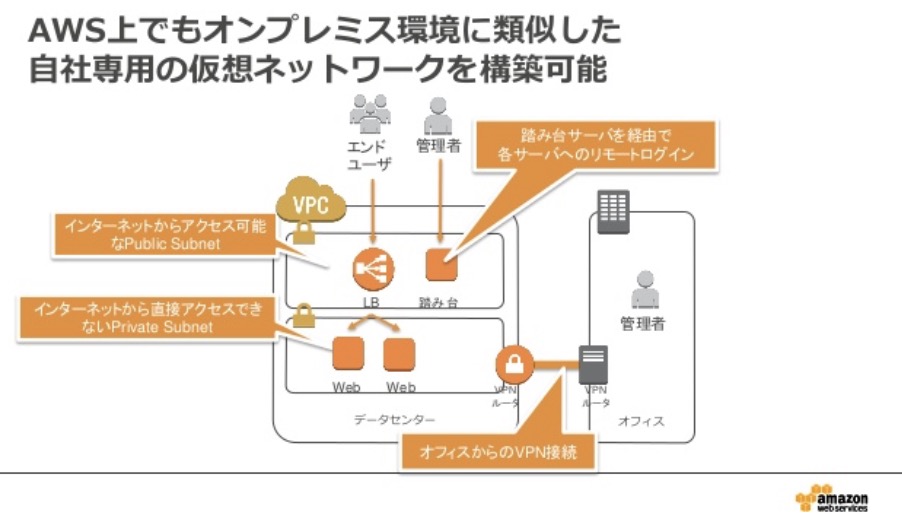 AWS上でもオンプレミス環境に類似した
自社専用の仮想ネットワークを構築可能
エンド
ユーザ
管理者
踏み台サーバを経由で
各サーバへのリモートログイン
VPC
インターネットからアクセス可能
なPublic Subnet
LB
踏み台
インターネットから直接アクセスでき
ないPrivate Subnet
管理者
Web
Web
VPN
ルータ
VPN
ルータ
データセンター
オフィス
オフィスからのVPN接続
amazon
web services